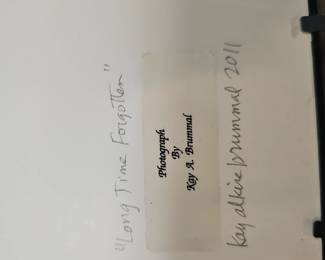 "Long Time Forgotten"
Photograph
By
Kay A. Brummal
Kay alkire brummal 2011